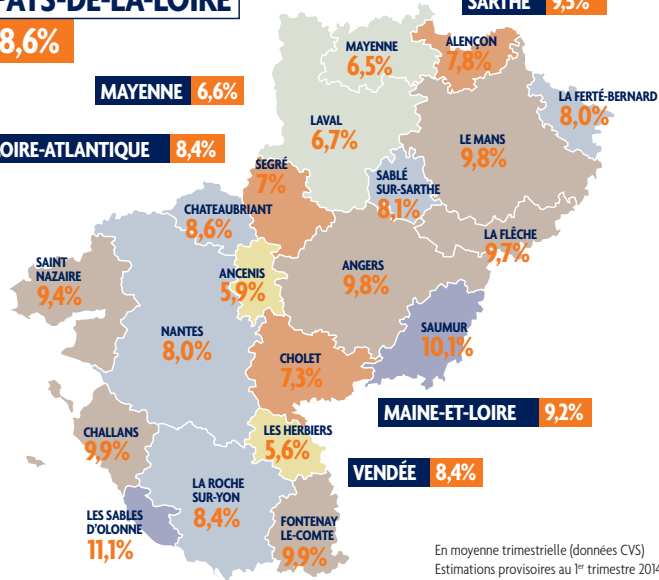 PAYS-DE-LA-LOIRE
8,6%
SARTHE 9,5%
MAYENNE
6,5%
ALENÇON
7,8%
MAYENNE 6,6%
LA FERTÉ-BERNARD
8,0%
LAVAL
6,7%
LE MANS
9,8%
LOIRE-ATLANTIQUE 8,4%
SEGRÉ
7%
SABLÉ
SUR-SARTHE
8,1%
CHATEAUBRIANT
8,6%
LA FLÊCHE
9,7%
SAINT
NAZAIRE
9,4%
ANCENIS
5,9%
ANGERS
9,8%
NANTES
8,0%
SAUMUR
10,1%
CHOLET
7,3%
MAINE-ET-LOIRE 9,2%
CHALLANS
9,9%
LES HERBIERS
5,6%
VENDÉE 8,4%
LA ROCHE
SUR-YON
8,4%
LES SABLES
D'OLONNE
11,1%
FONTENAY
LE-COMTE
9,9%
En moyenne trimestrielle (données CVS)
Estimations provisoires au 1er trimestre 2014